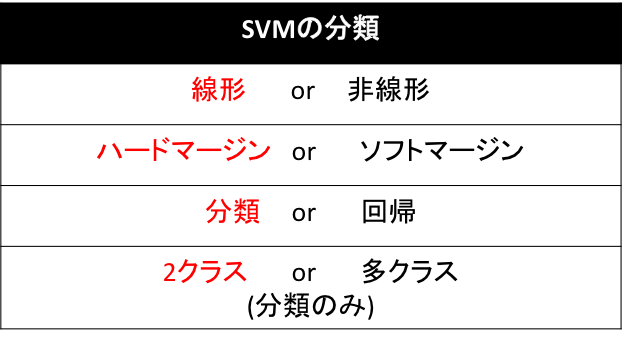 SVMの分類
線形 or 非線形
ハードマージン or ソフトマージン
分類 or 回帰
2クラス or 多クラス
(分類のみ)